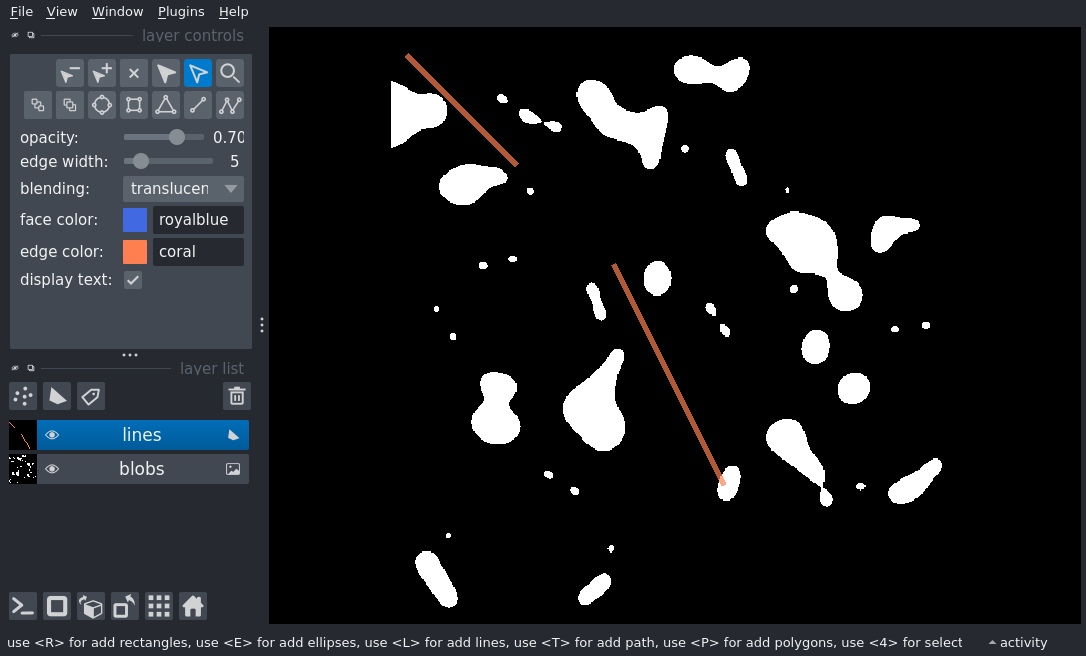 File View Window Plugins Help
layer controls
opacity: 0.70
edge width: 5
blending: translucen
face color: royalblue
edge color: coral
display text:
layer list
lines
blobs
use <R> for add rectangles, use <E> for add ellipses, use <L> for add lines, use <T> for add path, use <P> for add polygons, use <4> for select
activity